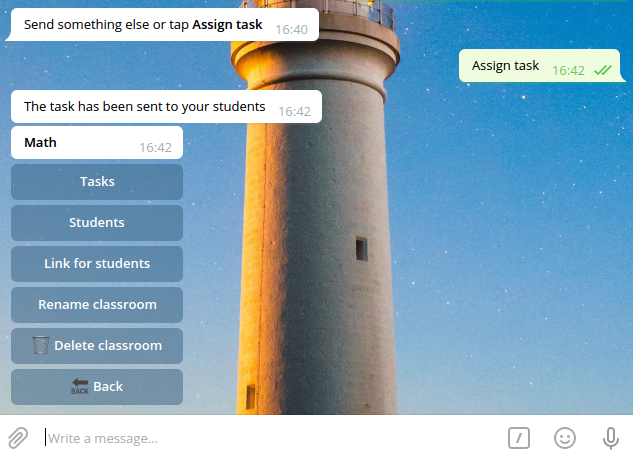 Send something else or tap Assign task 16:40
Assign task 16:42
The task has been sent to your students 16:42
Math 16:42
Tasks
Students
Link for students
Rename classroom
Delete classroom
BACK Back
Write a message...